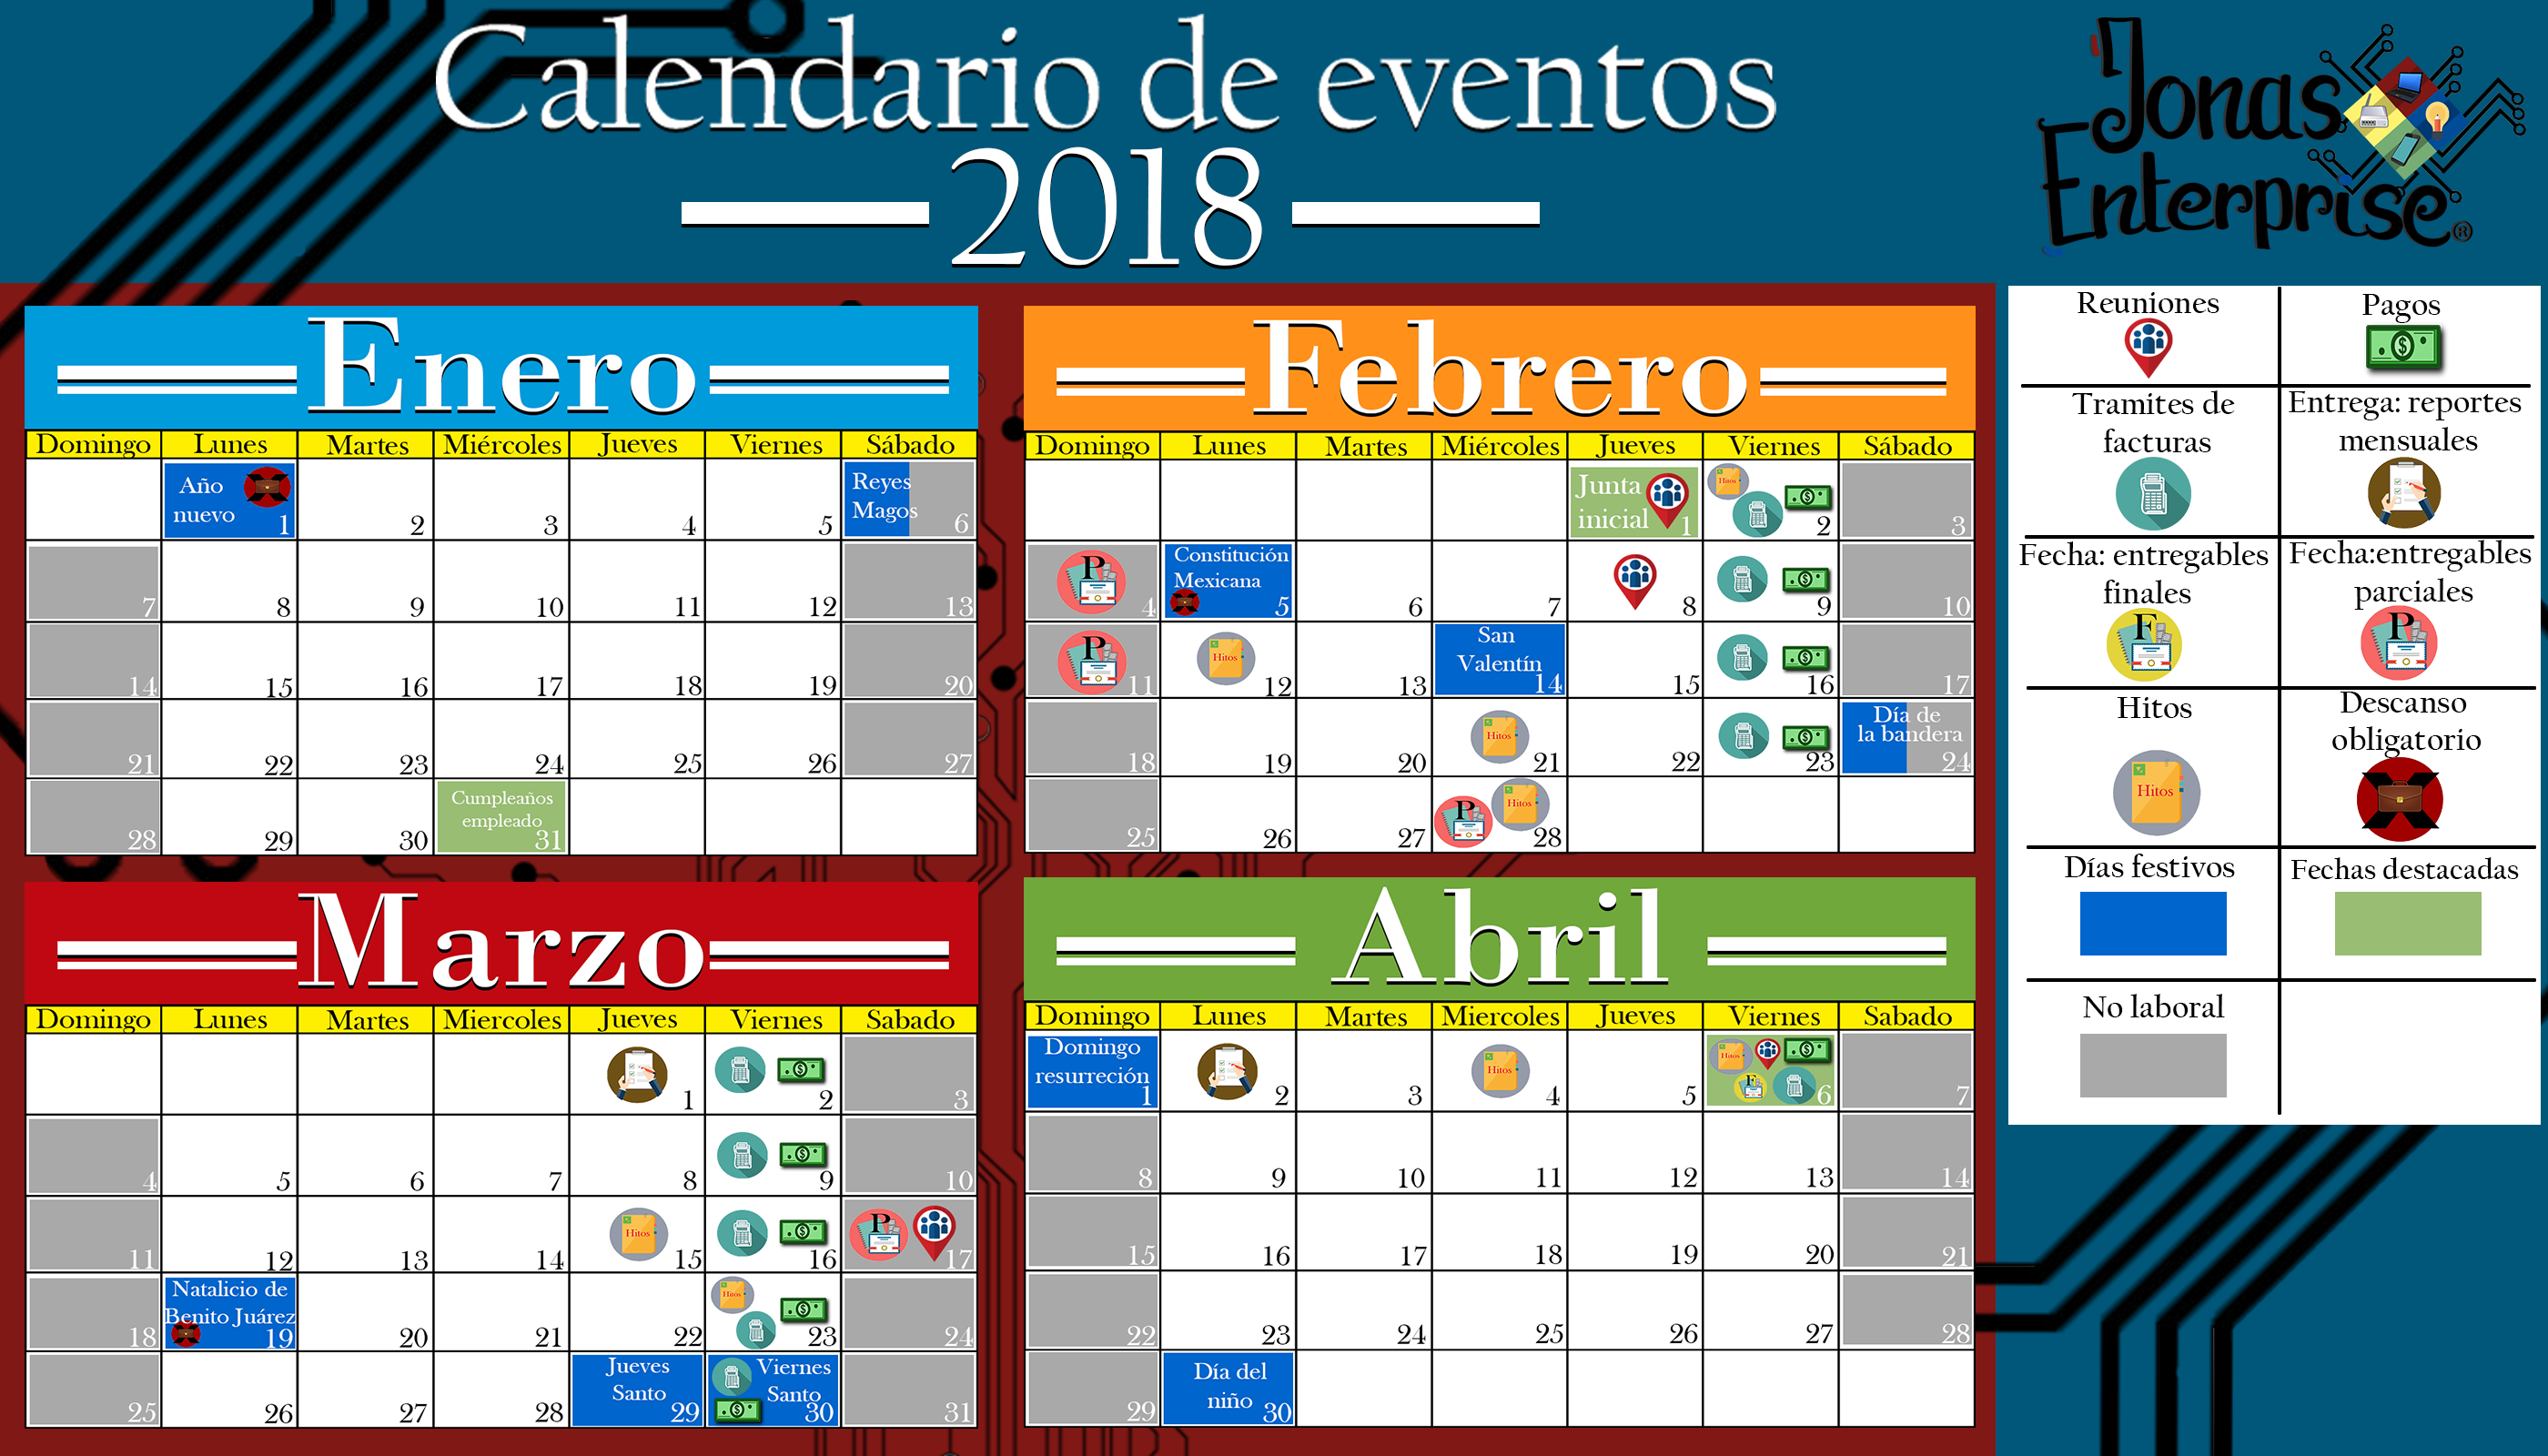 Calendario de eventos
2018
Jonas
Enterprise®
Enero
Domingo Lunes Martes Miércoles Jueves Viernes Sábado
Año nuevo 1 2 3 4 5 Reyes Magos 6
7 8 9 10 11 12 13
14 15 16 17 18 19 20
21 22 23 24 25 26 27
28 29 30 Cumpleaños empleado 31
Febrero
Domingo Lunes Martes Miércoles Jueves Viernes Sábado
Junta inicial 1 Hitos $ 2 3
P 4 Constitución Mexicana 5 6 7 8 $ 9 10
P 11 Hitos 12 13 San Valentín 14 15 $ 16 17
18 19 20 Hitos 21 22 $ 23 Día de la bandera 24
25 26 27 P Hitos 28
Marzo
Domingo Lunes Martes Miercoles Jueves Viernes Sabado
1 $ 2 3
4 5 6 7 8 $ 9 10
11 12 13 14 Hitos 15 $ 16 P 17
18 Natalicio de Benito Juárez 19 20 21 22 Hitos $ 23 24
25 26 27 28 Jueves Santo 29 Viernes Santo $ 30 31
Abril
Domingo Lunes Martes Miercoles Jueves Viernes Sabado
Domingo resurreción 1 2 3 Hitos 4 5 Hitos $ F 6 7
8 9 10 11 12 13 14
15 16 17 18 19 20 21
22 23 24 25 26 27 28
29 Día del niño 30
Reuniones
Pagos
$
Tramites de
facturas
Entrega: reportes
mensuales
Fecha: entregables
finales
F
Fecha:entregables
parciales
P
Hitos
Hitos
Descanso
obligatorio
Días festivos
Fechas destacadas
No laboral